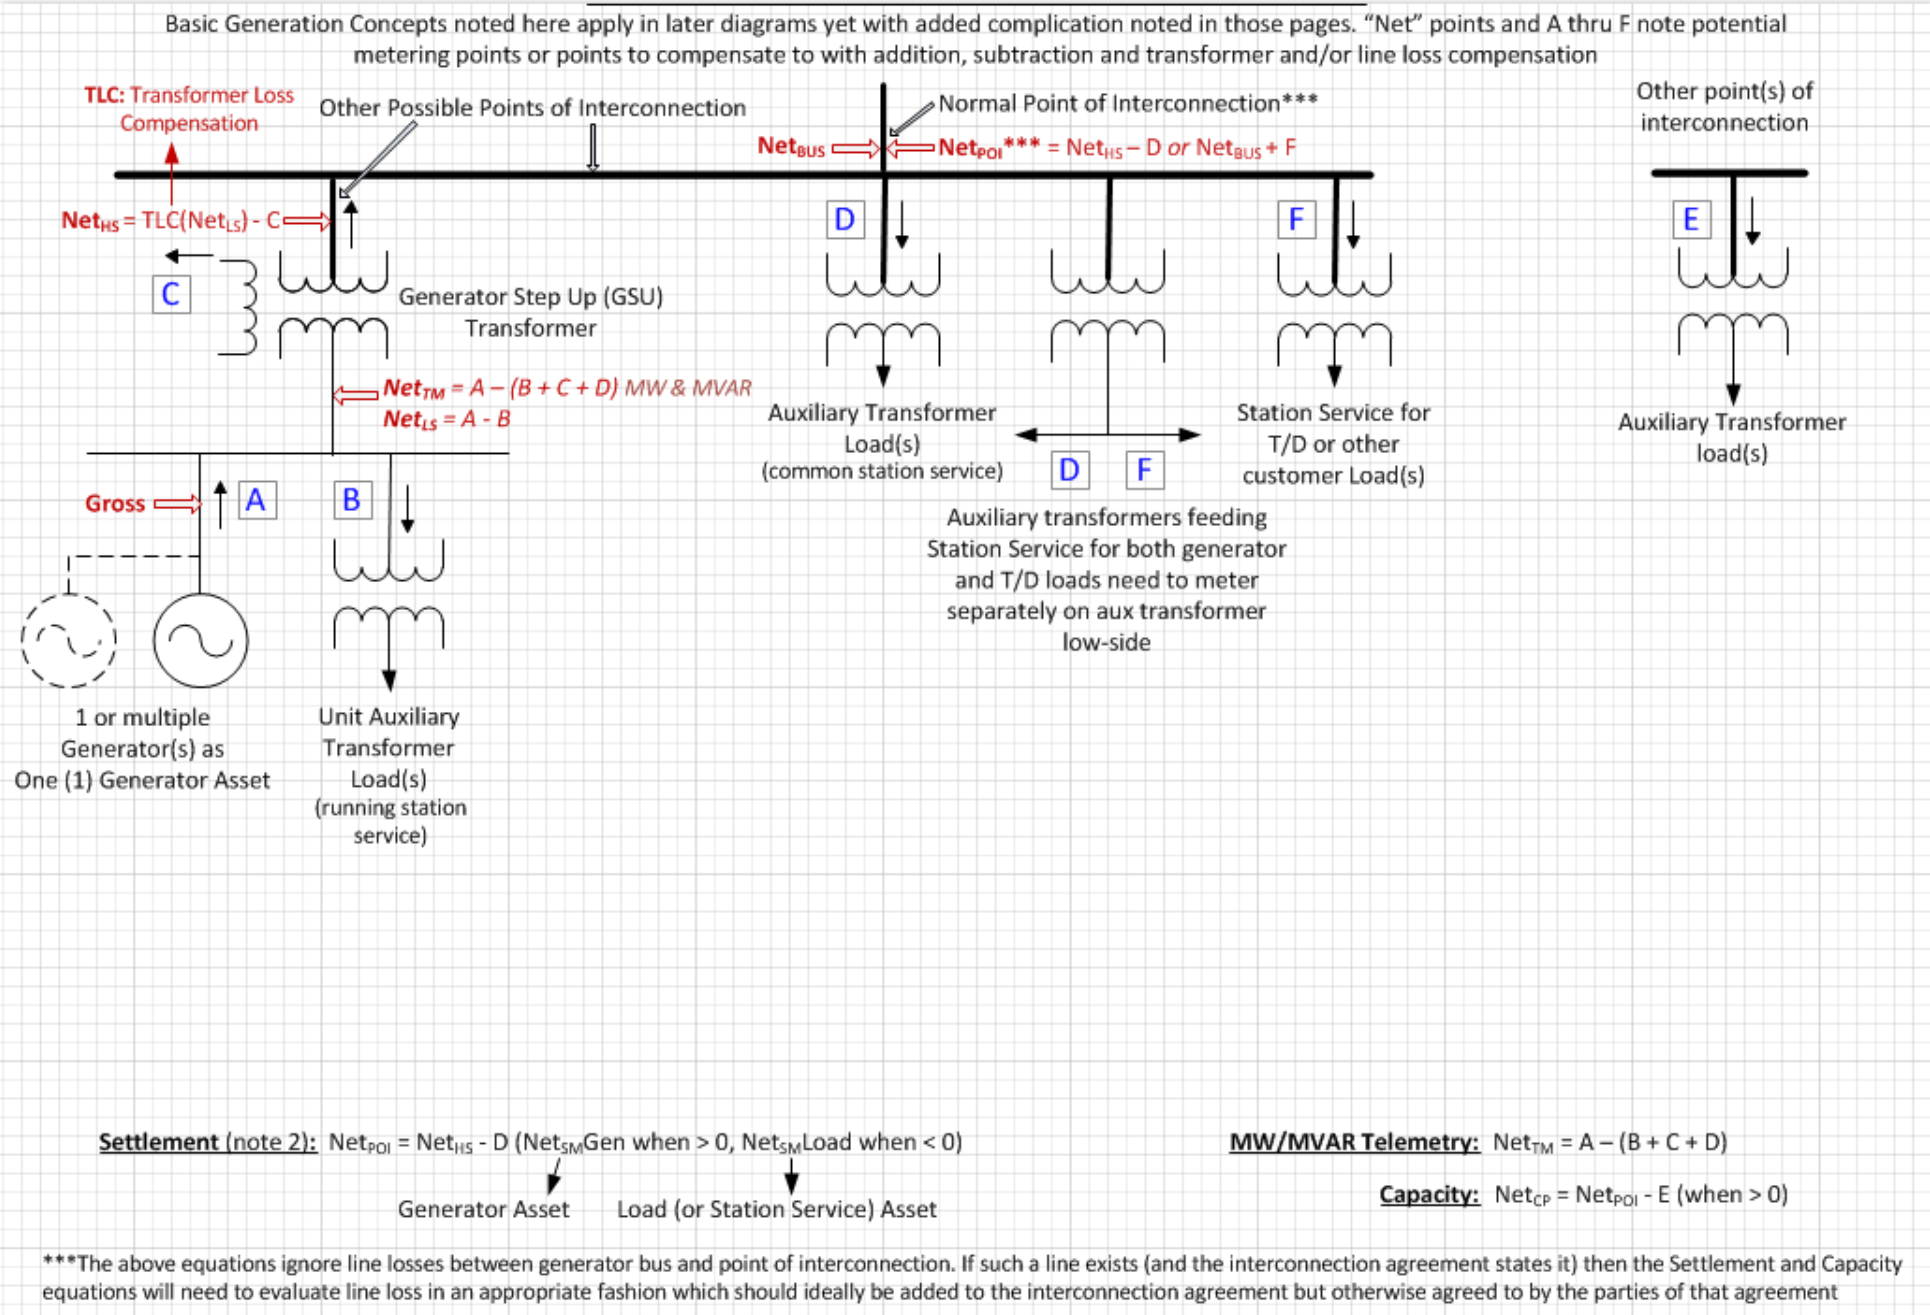 Basic Generation Concepts noted here apply in later diagrams yet with added complication noted in those pages. “Net” points and A thru F note potential
metering points or points to compensate to with addition, subtraction and transformer and/or line loss compensation
TLC: Transformer Loss
Compensation
Other Possible Points of Interconnection
Normal Point of Interconnection***
Other point(s) of
interconnection
NetBUS
NetPOI*** = NetHS – D or NetBUS + F
NetHS = TLC(NetLS) - C
D
F
E
C
Generator Step Up (GSU)
Transformer
NetTM = A – (B + C + D) MW & MVAR
NetLS = A - B
Auxiliary Transformer
Load(s)
(common station service)
D
F
Station Service for
T/D or other
customer Load(s)
Auxiliary Transformer
load(s)
Gross
A
B
Auxiliary transformers feeding
Station Service for both generator
and T/D loads need to meter
separately on aux transformer
low-side
1 or multiple
Generator(s) as
One (1) Generator Asset
Unit Auxiliary
Transformer
Load(s)
(running station
service)
Settlement (note 2): NetPOI = NetHS - D (NetSMGen when > 0, NetSMLoad when < 0)
Generator Asset
Load (or Station Service) Asset
MW/MVAR Telemetry: NetTM = A – (B + C + D)
Capacity: NetCP = NetPOI - E (when > 0)
***The above equations ignore line losses between generator bus and point of interconnection. If such a line exists (and the interconnection agreement states it) then the Settlement and Capacity
equations will need to evaluate line loss in an appropriate fashion which should ideally be added to the interconnection agreement but otherwise agreed to by the parties of that agreement